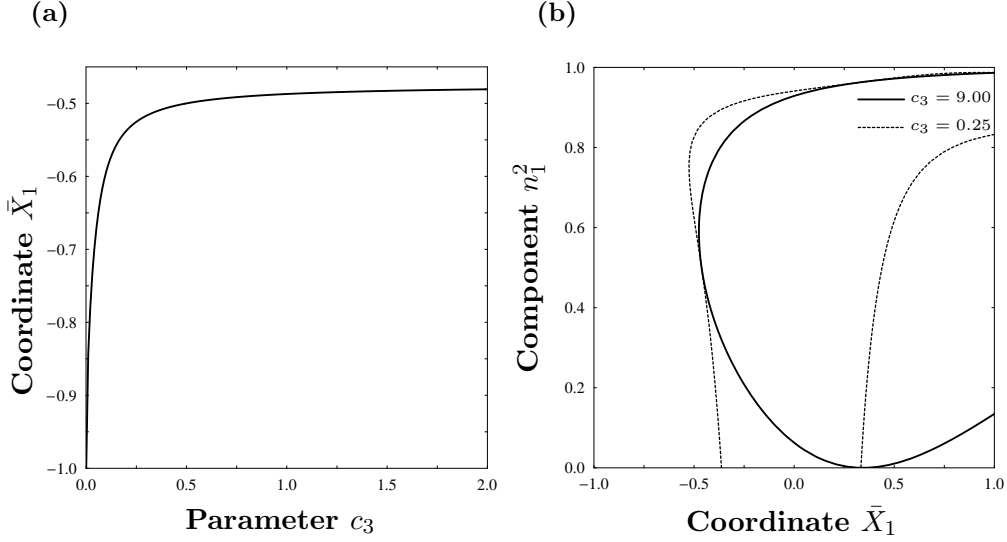 (a)
(b)
Coordinate X̄₁
-0.5
-0.6
-0.7
-0.8
-0.9
-1.0
0.0 0.5 1.0 1.5 2.0
Parameter c₃
Component n₁²
1.0
0.8
0.6
0.4
0.2
0.0
c₃ = 9.00
c₃ = 0.25
-1.0 -0.5 0.0 0.5 1.0
Coordinate X̄₁